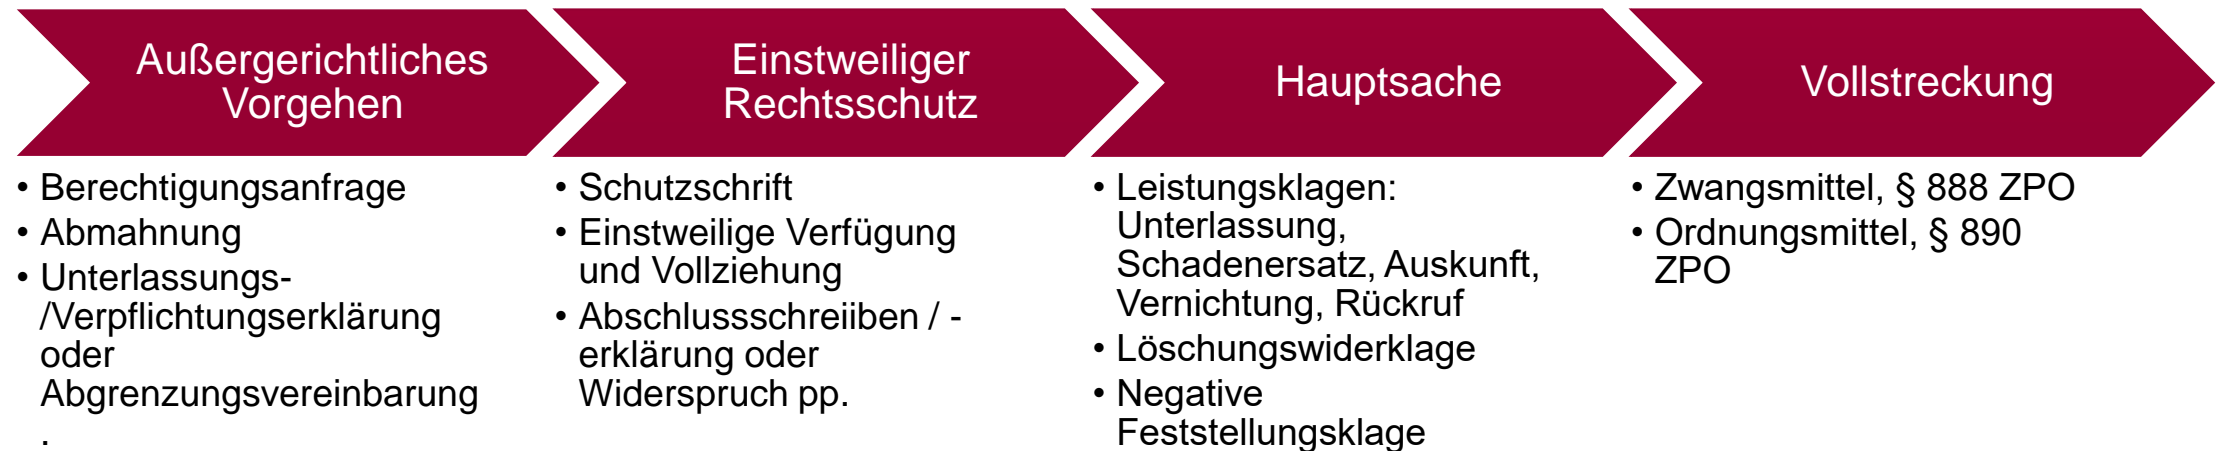 Außergerichtliches
Vorgehen
• Berechtigungsanfrage
• Abmahnung
• Unterlassungs-
/Verpflichtungserklärung
oder
Abgrenzungsvereinbarung
.
Einstweiliger
Rechtsschutz
• Schutzschrift
• Einstweilige Verfügung
und Vollziehung
• Abschlussschreiiben / -
erklärung oder
Widerspruch pp.
Hauptsache
• Leistungsklagen:
Unterlassung,
Schadenersatz, Auskunft,
Vernichtung, Rückruf
• Löschungswiderklage
• Negative
Feststellungsklage
Vollstreckung
• Zwangsmittel, § 888 ZPO
• Ordnungsmittel, § 890
ZPO